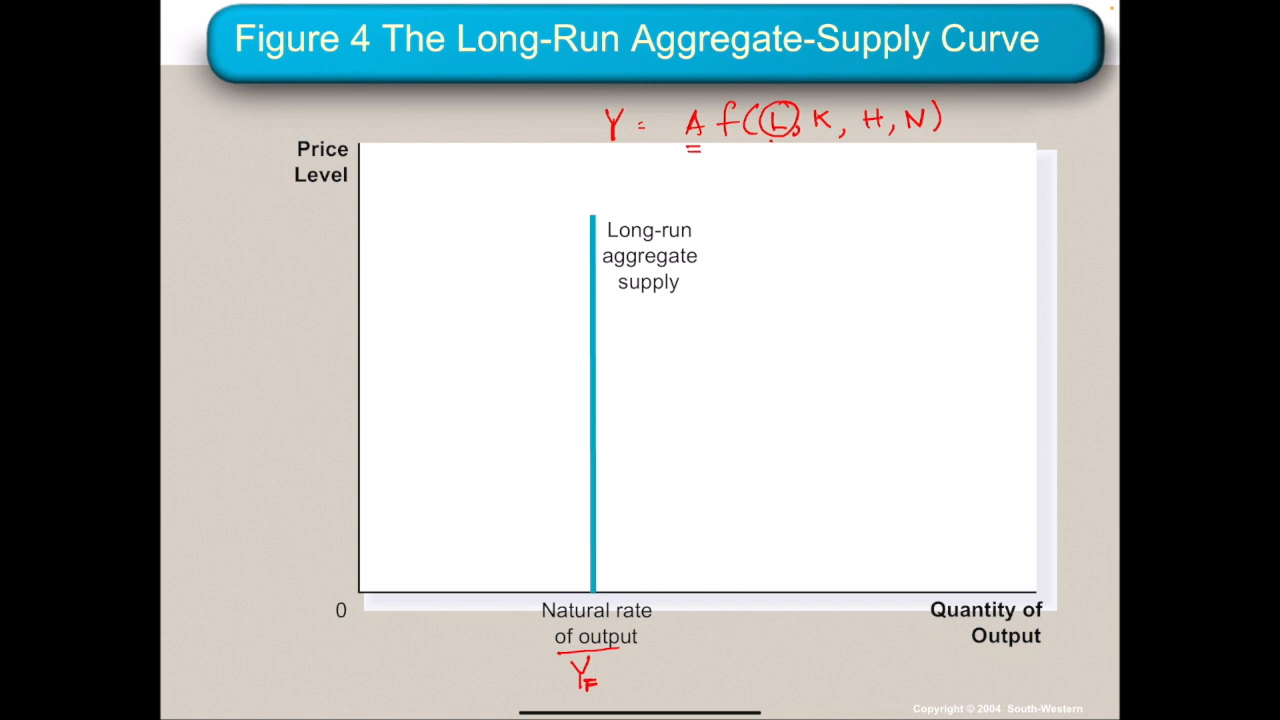 Figure 4 The Long-Run Aggregate-Supply Curve
Y = A f(L, K, H, N)
Price
Level
Long-run
aggregate
supply
0
Natural rate
of output
Quantity of
Output
Y_F
Copyright © 2004 South-Western